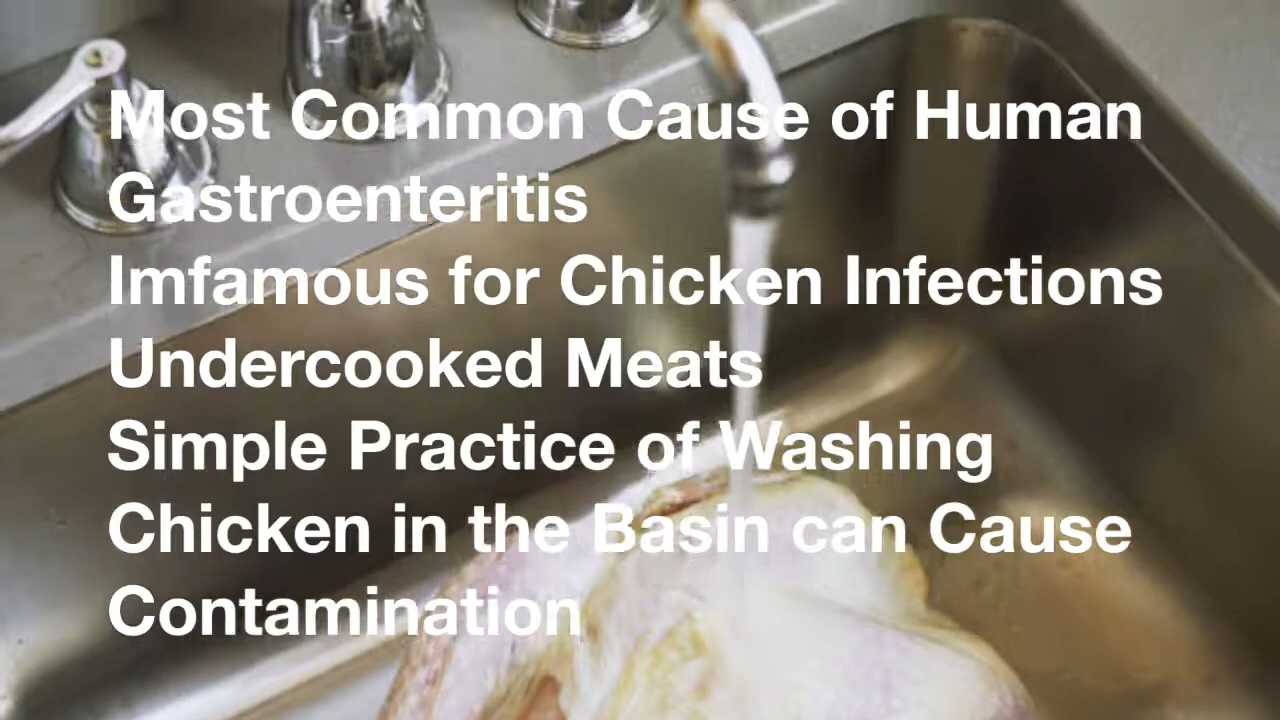 Most Common Cause of Human
Gastroenteritis
Imfamous for Chicken Infections
Undercooked Meats
Simple Practice of Washing
Chicken in the Basin can Cause
Contamination